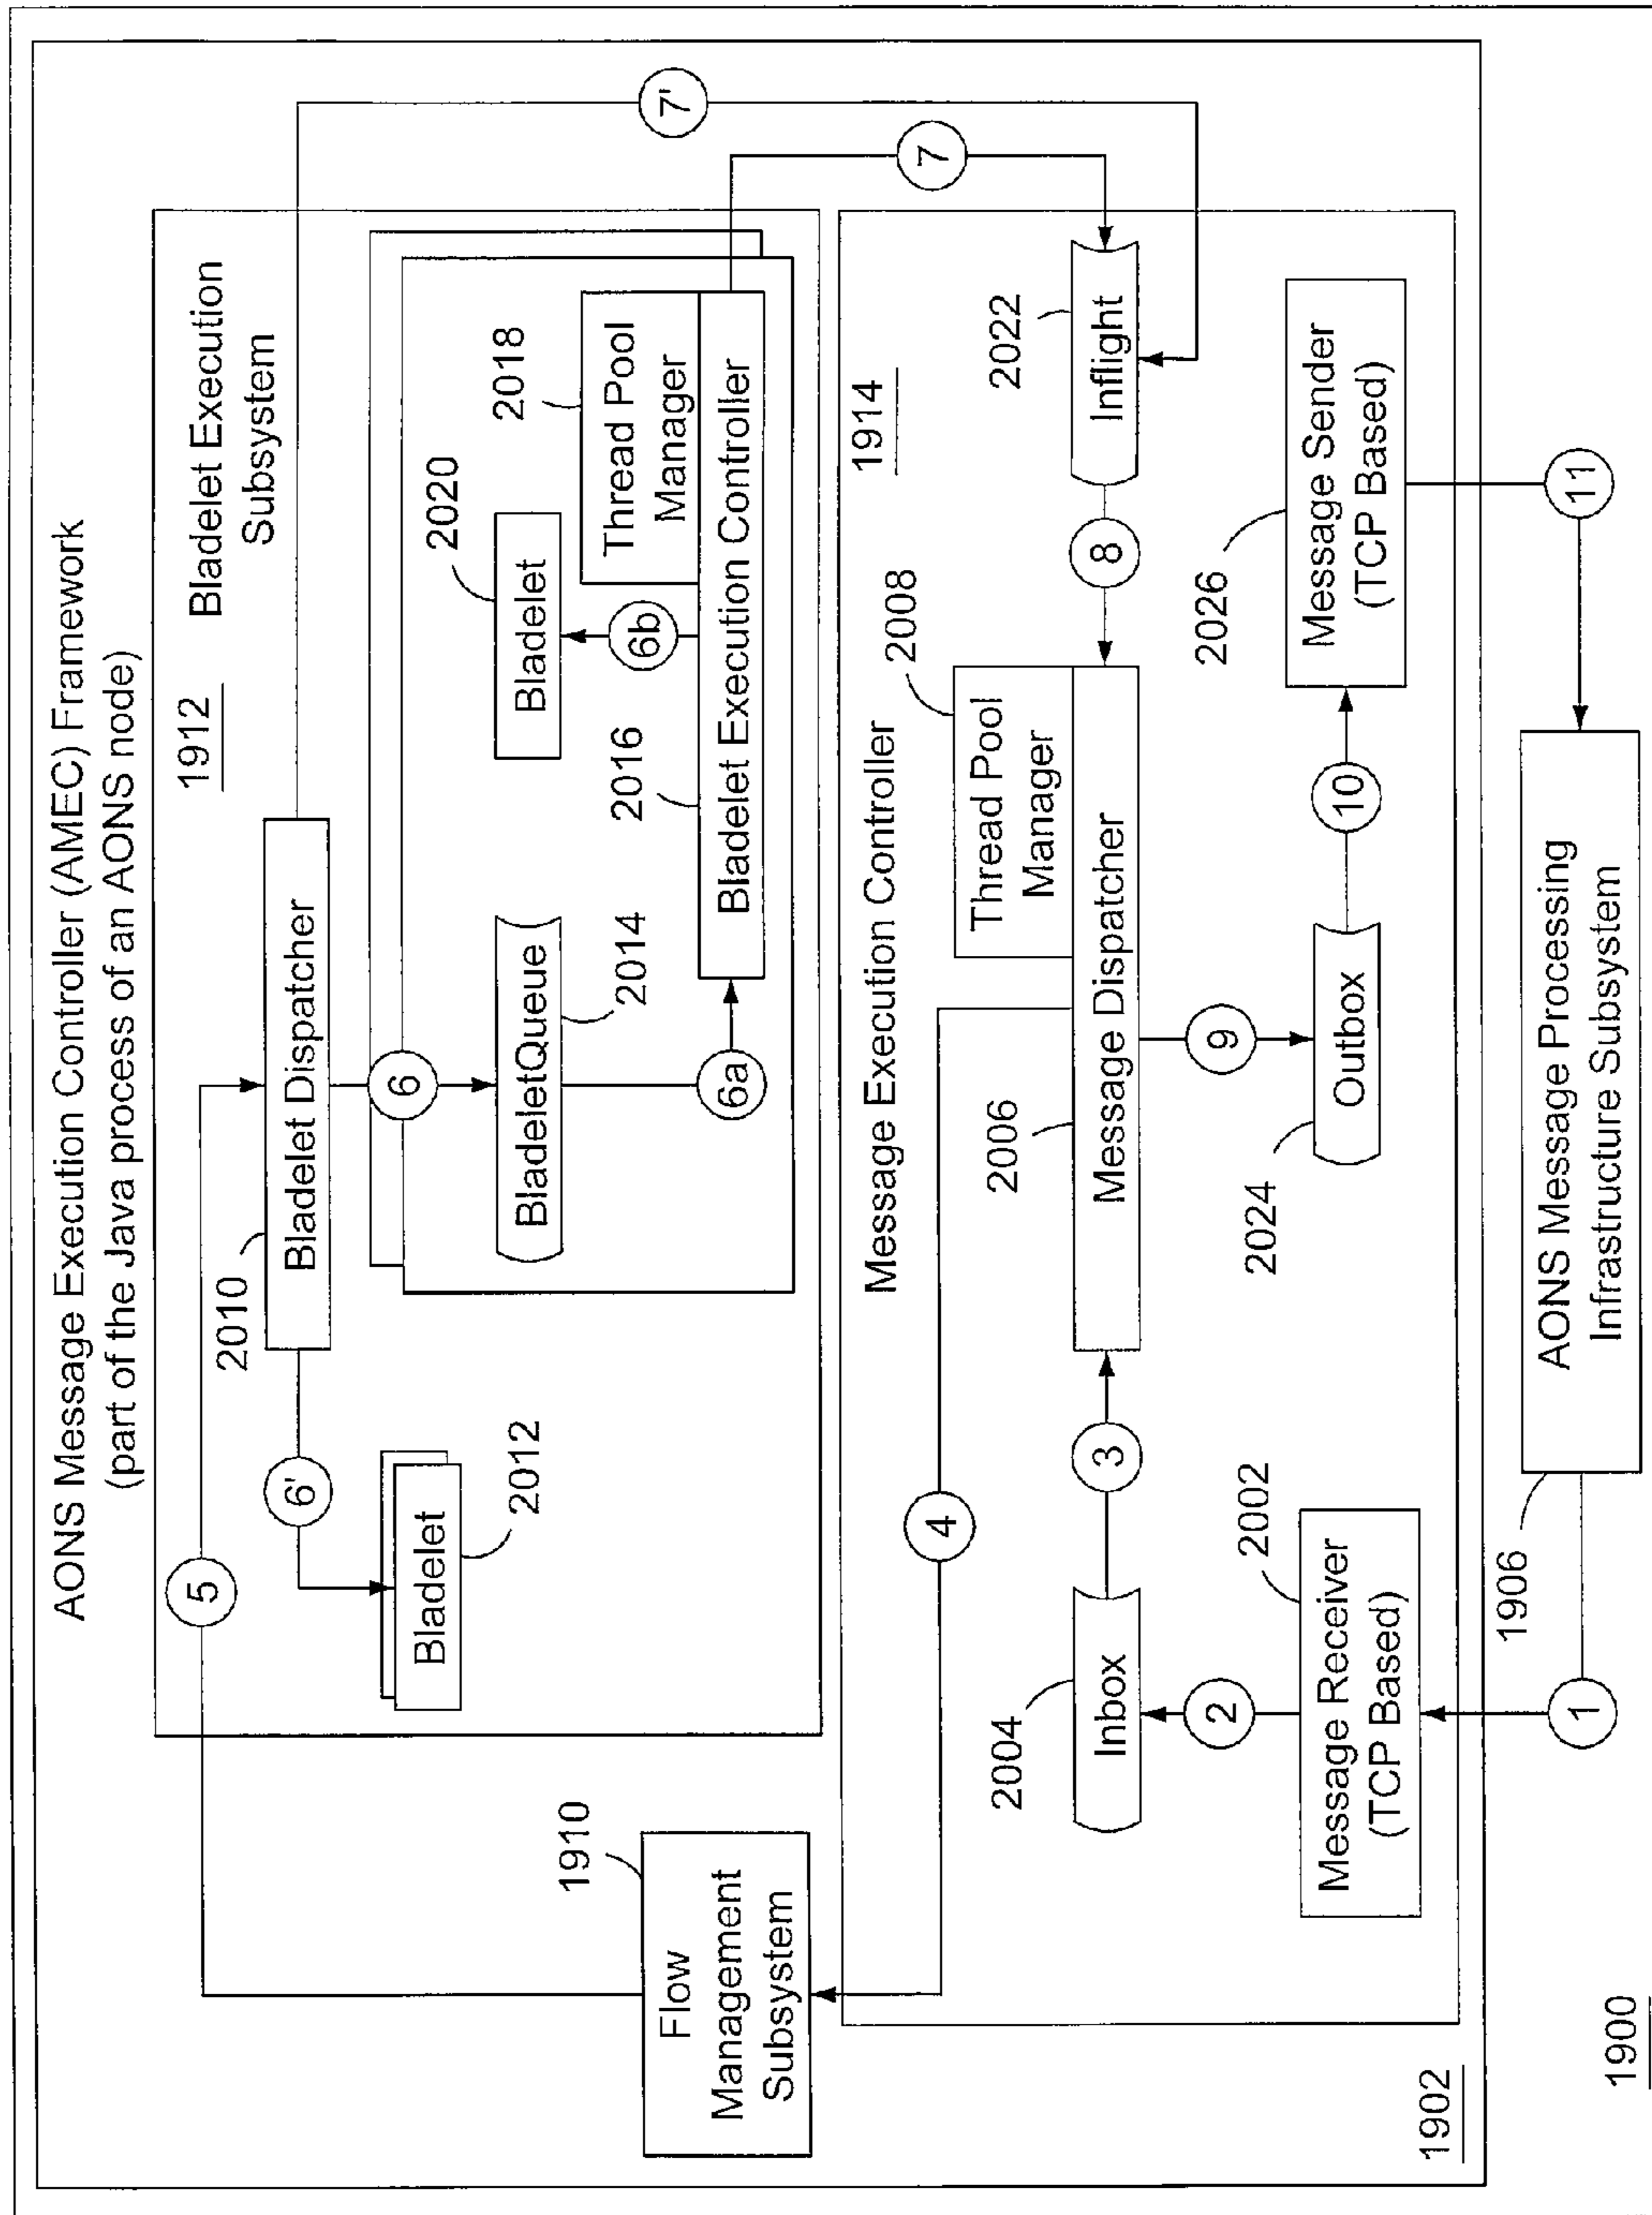 AONS Message Execution Controller (AMEC) Framework
(part of the Java process of an AONS node)
5
1912
Bladelet Execution
Subsystem
2010
Bladelet Dispatcher
6'
7'
Bladelet
2012
6
BladeletQueue
2014
6a
2020
Bladelet
6b
2018
Thread Pool
Manager
2016
Bladelet Execution Controller
7
1910
Flow
Management
Subsystem
Message Execution Controller
1914
4
2008
Thread Pool
Manager
2006
Message Dispatcher
2004
Inbox
3
8
2022
Inflight
2
9
2002
Message Receiver
(TCP Based)
2024
Outbox
10
2026
Message Sender
(TCP Based)
1902
1
1906
AONS Message Processing
Infrastructure Subsystem
11
1900